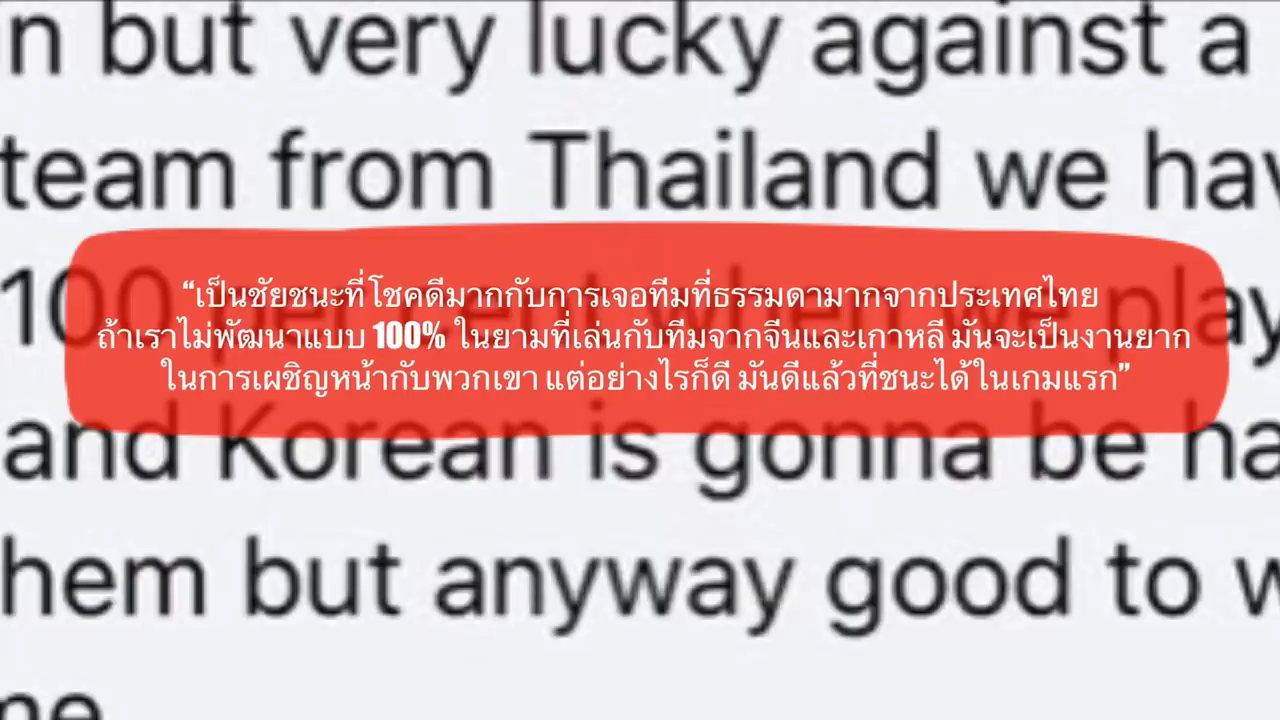 n but very lucky against a
team from Thailand we hav
“เป็นชัยชนะที่โชคดีมากกับการเจอทีมที่ธรรมดามากจากประเทศไทย
ถ้าเราไม่พัฒนาแบบ 100% ในยามที่เล่นกับทีมจากจีนและเกาหลี มันจะเป็นงานยาก
ในการเผชิญหน้ากับพวกเขา แต่อย่างไรก็ดี มันดีแล้วที่ชนะได้ในเกมแรก”
100 per cent when we play
and Korean is gonna be ha
hem but anyway good to w
me